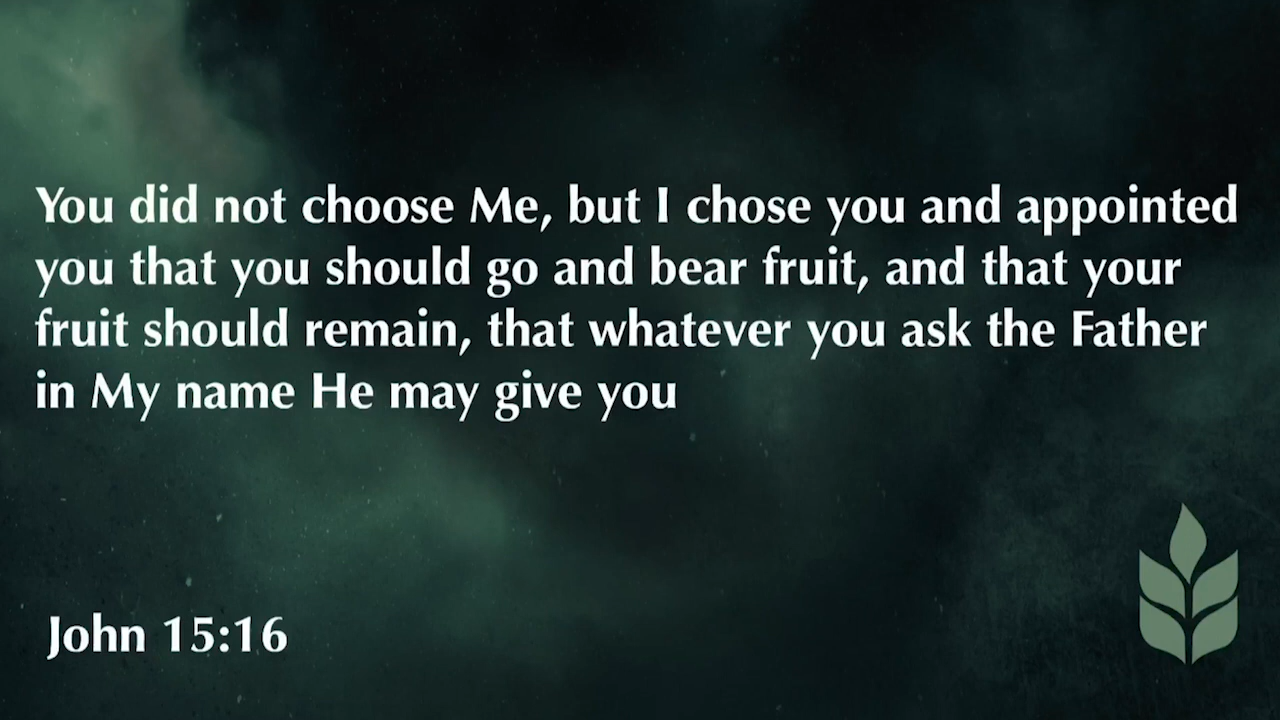 You did not choose Me, but I chose you and appointed
you that you should go and bear fruit, and that your
fruit should remain, that whatever you ask the Father
in My name He may give you
John 15:16